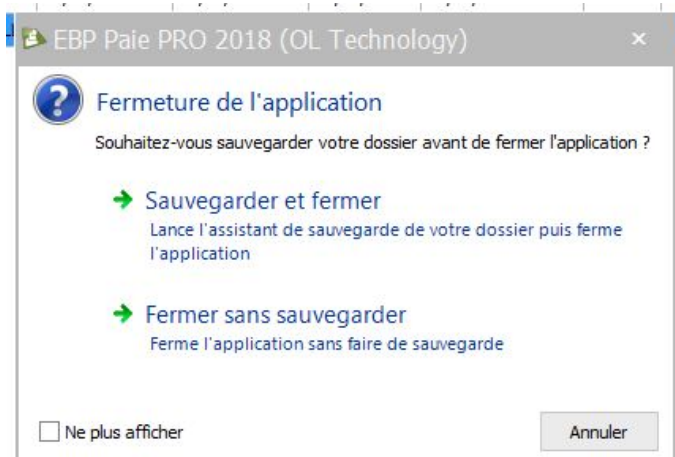 EBP Paie PRO 2018 (OL Technology)
Fermeture de l'application
Souhaitez-vous sauvegarder votre dossier avant de fermer l'application ?
Sauvegarder et fermer
Lance l'assistant de sauvegarde de votre dossier puis ferme
l'application
Fermer sans sauvegarder
Ferme l'application sans faire de sauvegarde
Ne plus afficher
Annuler